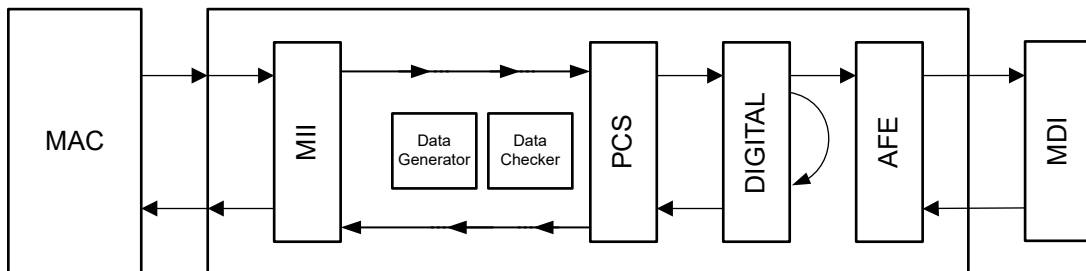 MAC
MII
Data
Generator
Data
Checker
PCS
DIGITAL
AFE
MDI